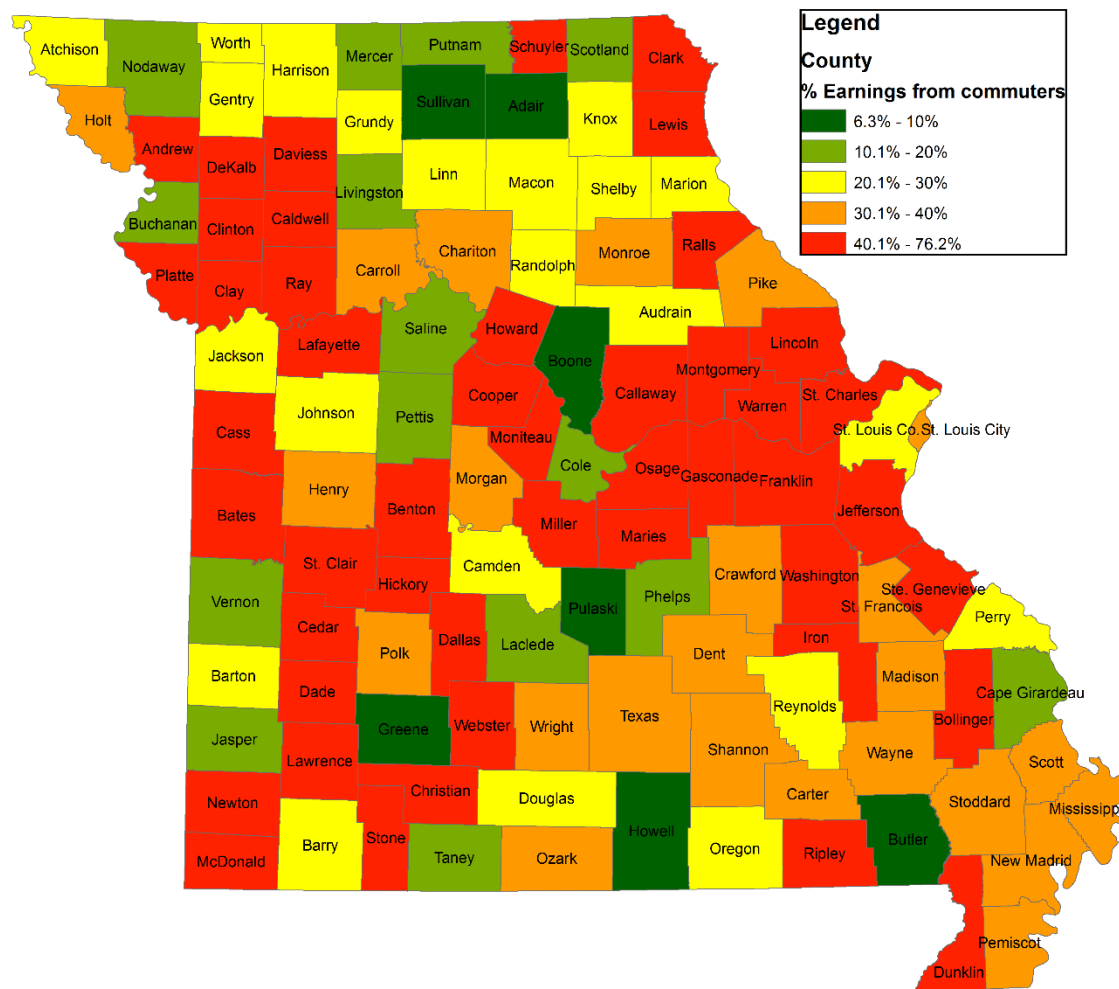 Legend
County
% Earnings from commuters
6.3% - 10%
10.1% - 20%
20.1% - 30%
30.1% - 40%
40.1% - 76.2%
Atchison
Nodaway
Worth
Harrison
Mercer
Putnam
Schuyler
Scotland
Clark
Gentry
Holt
Sullivan
Adair
Knox
Lewis
Grundy
Andrew
DeKalb
Daviess
Linn
Macon
Shelby
Marion
Livingston
Buchanan
Clinton
Caldwell
Chariton
Monroe
Ralls
Platte
Clay
Ray
Carroll
Randolph
Pike
Audrain
Saline
Howard
Lincoln
Jackson
Lafayette
Boone
Montgomery
Callaway
Cooper
Warren
St. Charles
Johnson
Pettis
Cass
Moniteau
St. Louis Co.
St. Louis City
Cole
Osage
Gasconade
Franklin
Henry
Morgan
Benton
Bates
Miller
Maries
Jefferson
St. Clair
Camden
Hickory
Crawford
Washington
Ste. Genevieve
Vernon
Pulaski
Phelps
St. Francois
Cedar
Dallas
Laclede
Perry
Polk
Iron
Dent
Barton
Dade
Madison
Cape Girardeau
Reynolds
Texas
Bollinger
Greene
Webster
Wright
Jasper
Shannon
Wayne
Lawrence
Scott
Christian
Carter
Stoddard
Mississippi
Newton
Douglas
Howell
Butler
Stone
Barry
Oregon
Ripley
McDonald
Taney
Ozark
New Madrid
Pemiscot
Dunklin